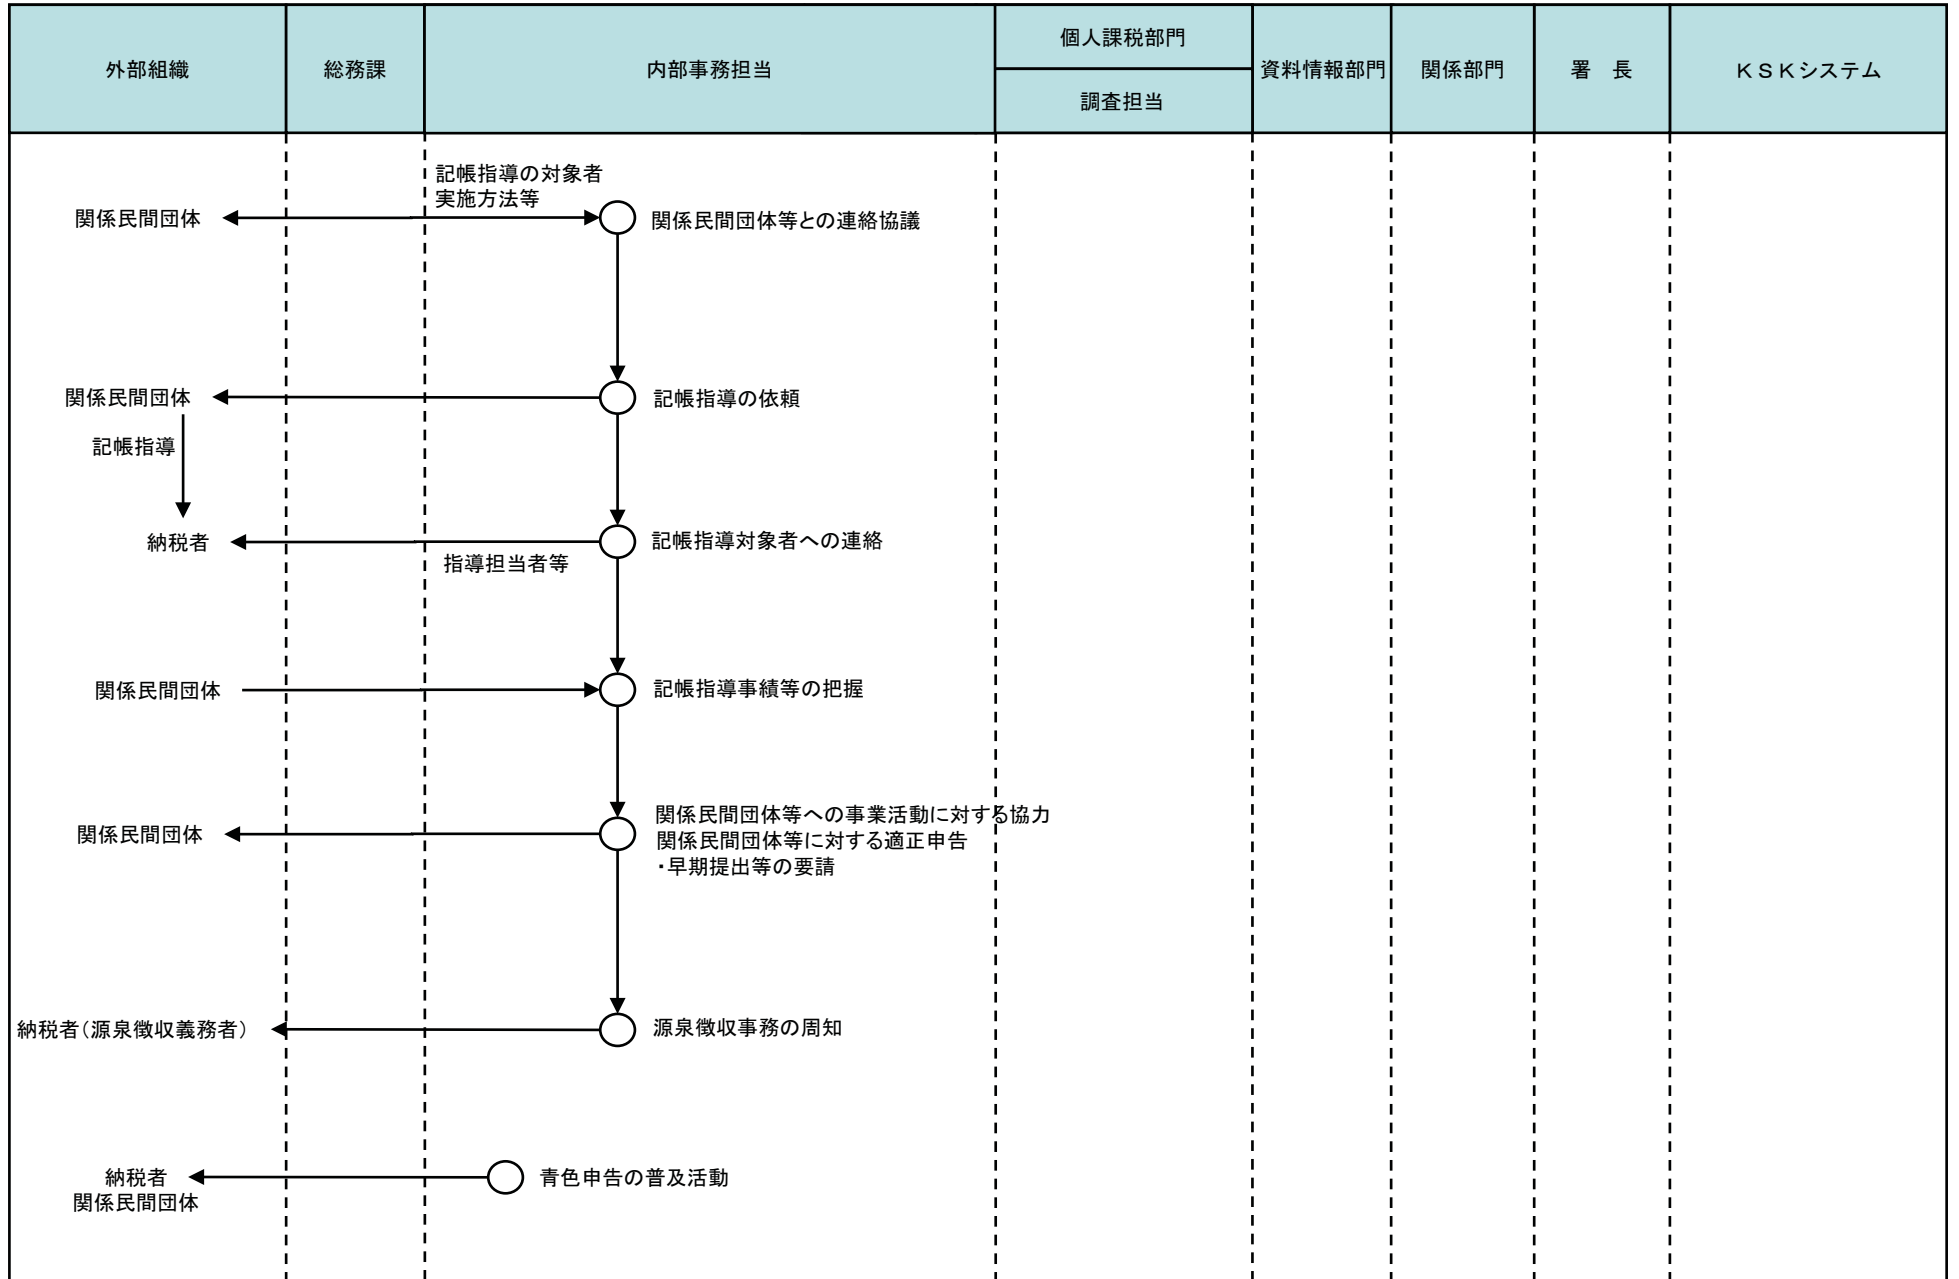 外部組織
総務課
内部事務担当
個人課税部門
調査担当
資料情報部門
関係部門
署　長
ＫＳＫシステム
記帳指導の対象者
実施方法等
関係民間団体
関係民間団体等との連絡協議
関係民間団体
記帳指導の依頼
記帳指導
納税者
記帳指導対象者への連絡
指導担当者等
関係民間団体
記帳指導事績等の把握
関係民間団体
関係民間団体等への事業活動に対する協力
関係民間団体等に対する適正申告
・早期提出等の要請
納税者（源泉徴収義務者）
源泉徴収事務の周知
納税者
関係民間団体
青色申告の普及活動